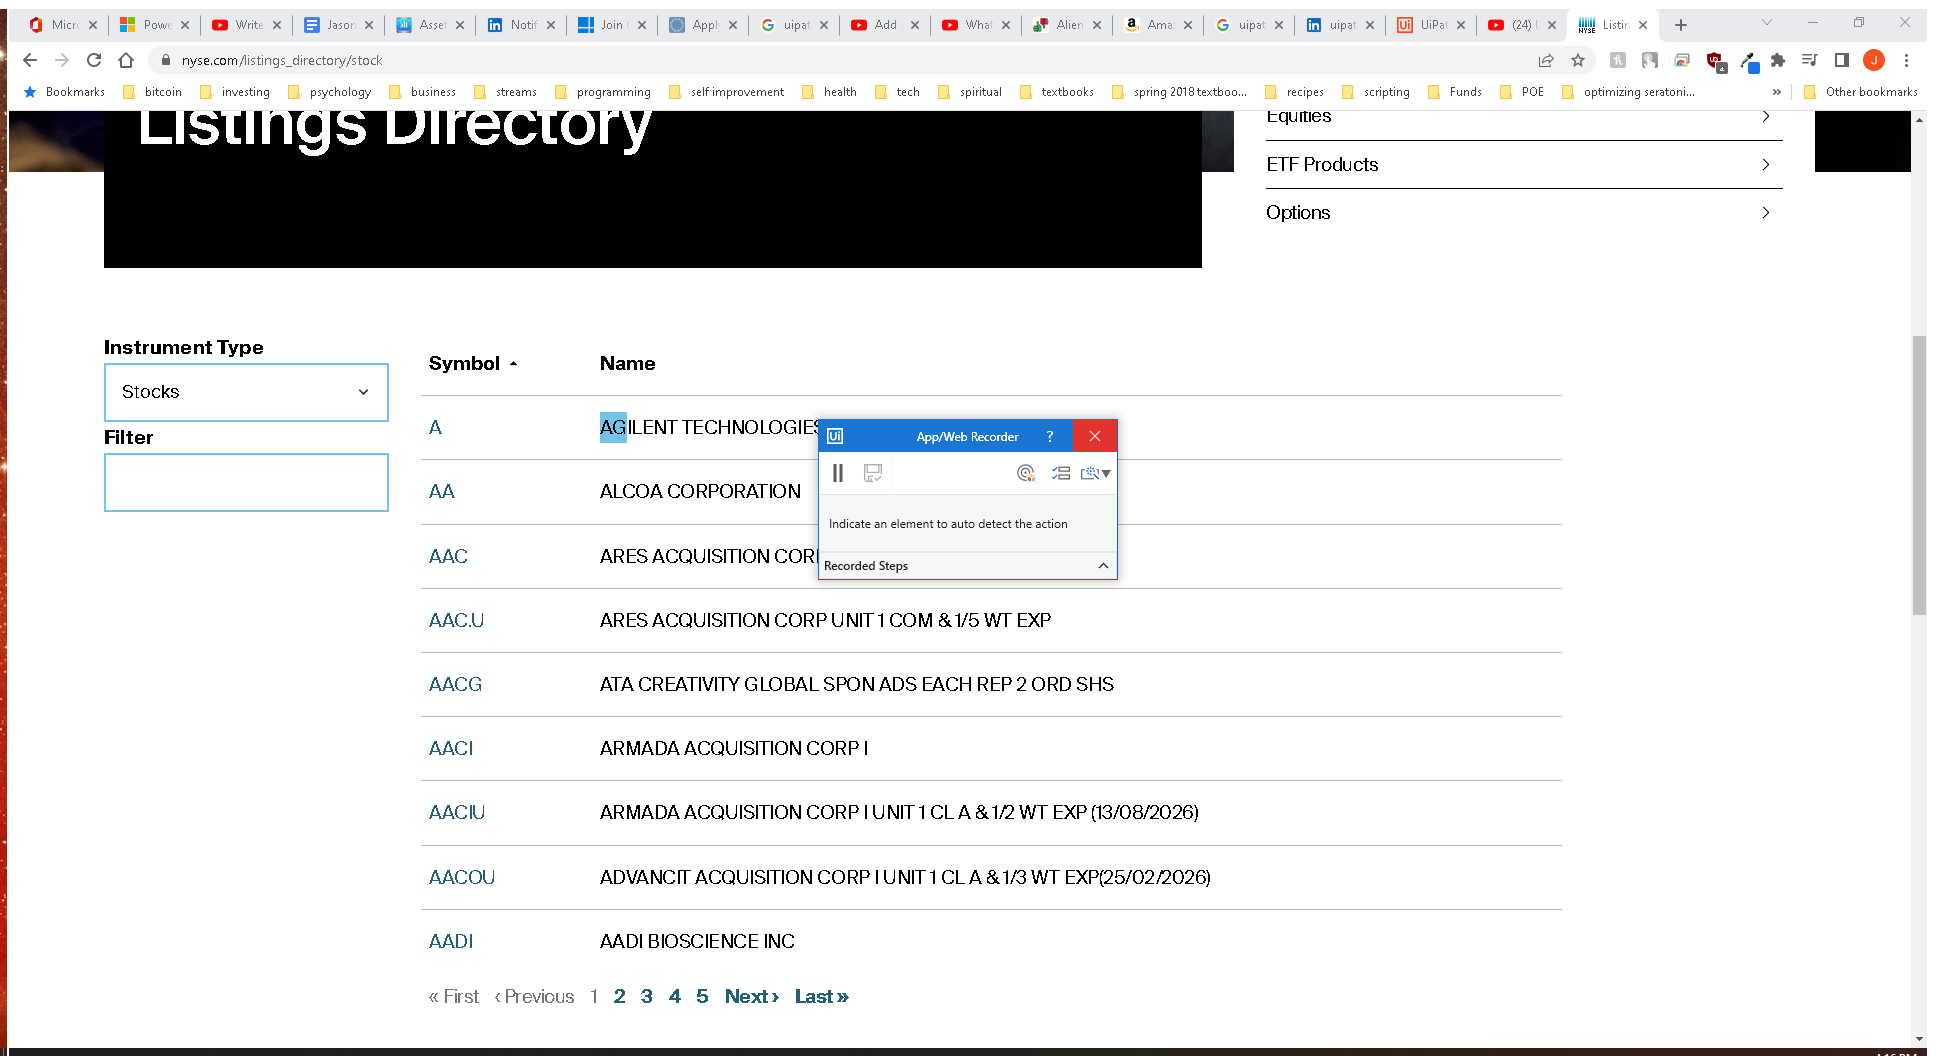 Micro Powe Write Jason Asset Notif Join Appl uipat Add What Alien Ama: uipat uipat UiPat (24) Listin
nyse.com/listings_directory/stock
Bookmarks bitcoin investing psychology business streams programming self improvement health tech spiritual textbooks spring 2018 textboo... recipes scripting Funds POE optimizing seratoni... » Other bookmarks
Listings Directory
Equities
ETF Products
Options
Instrument Type
Stocks
Filter
Symbol Name
A AGILENT TECHNOLOGIES
AA ALCOA CORPORATION
AAC ARES ACQUISITION CORP
AAC.U ARES ACQUISITION CORP UNIT 1 COM & 1/5 WT EXP
AACG ATA CREATIVITY GLOBAL SPON ADS EACH REP 2 ORD SHS
AACI ARMADA ACQUISITION CORP I
AACIU ARMADA ACQUISITION CORP I UNIT 1 CL A & 1/2 WT EXP (13/08/2026)
AACOU ADVANCIT ACQUISITION CORP I UNIT 1 CL A & 1/3 WT EXP(25/02/2026)
AADI AADI BIOSCIENCE INC
« First ‹ Previous 1 2 3 4 5 Next › Last »
Ui App/Web Recorder ?
Indicate an element to auto detect the action
Recorded Steps